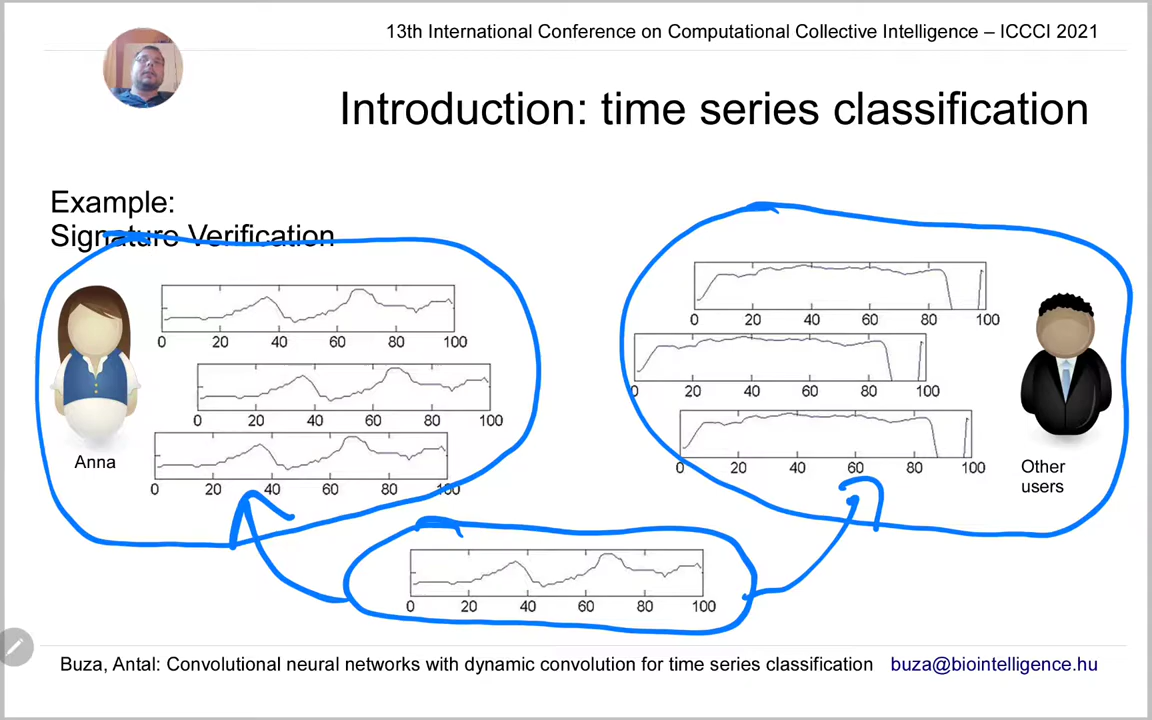 13th International Conference on Computational Collective Intelligence – ICCCI 2021
Introduction: time series classification
Example:
Signature Verification
0 20 40 60 80 100
0 20 40 60 80 100
0 20 40 60 80 100
Anna
0 20 40 60 80 100
0 20 40 60 80 100
0 20 40 60 80 100
Other
users
0 20 40 60 80 100
Buza, Antal: Convolutional neural networks with dynamic convolution for time series classification buza@biointelligence.hu